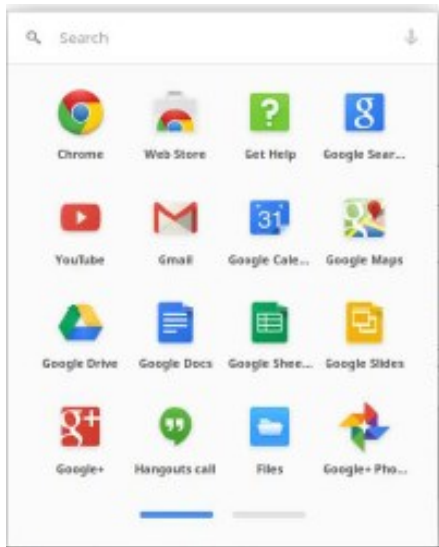 Search
?
8
Chrome
Web Store
Get Help
Google Sear...
31
YouTube
Gmail
Google Cale...
Google Maps
Google Drive
Google Docs
Google Shee...
Google Slides
g+
Google+
Hangouts call
Files
Google+ Pho...